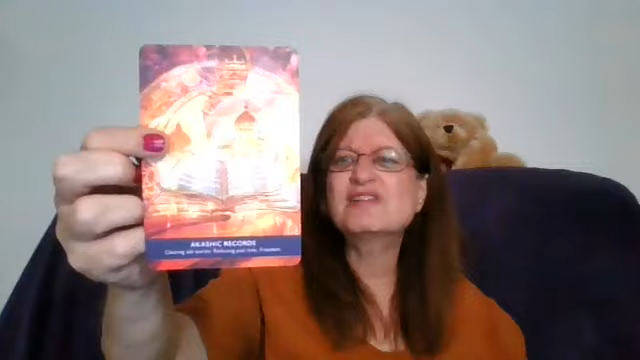 AKASHIC RECORDS
Clearing old stories. Releasing past lives. Freedom.